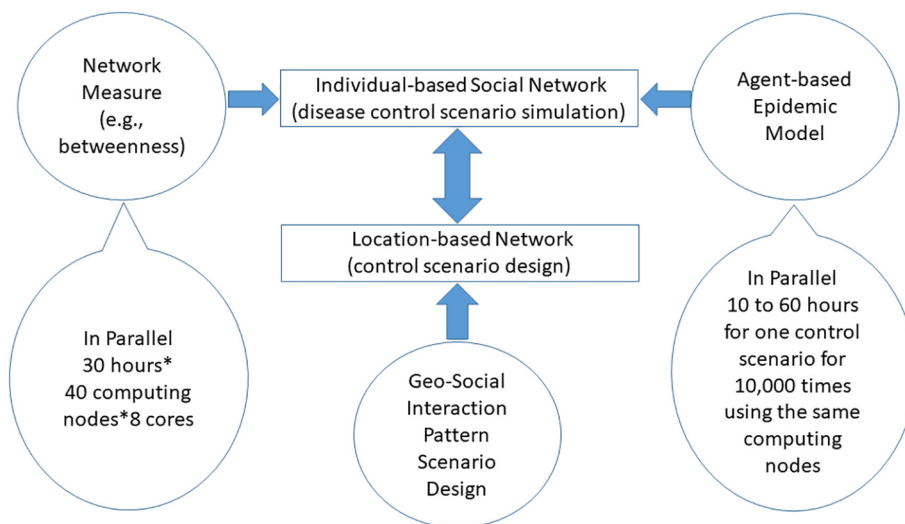 Network
Measure
(e.g.,
betweenness)
Individual-based Social Network
(disease control scenario simulation)
Agent-based
Epidemic
Model
Location-based Network
(control scenario design)
In Parallel
30 hours*
40 computing
nodes*8 cores
Geo-Social
Interaction
Pattern
Scenario
Design
In Parallel
10 to 60 hours
for one control
scenario for
10,000 times
using the same
computing
nodes